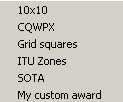 10x10
CQWPX
Grid squares
ITU Zones
SOTA
My custom award